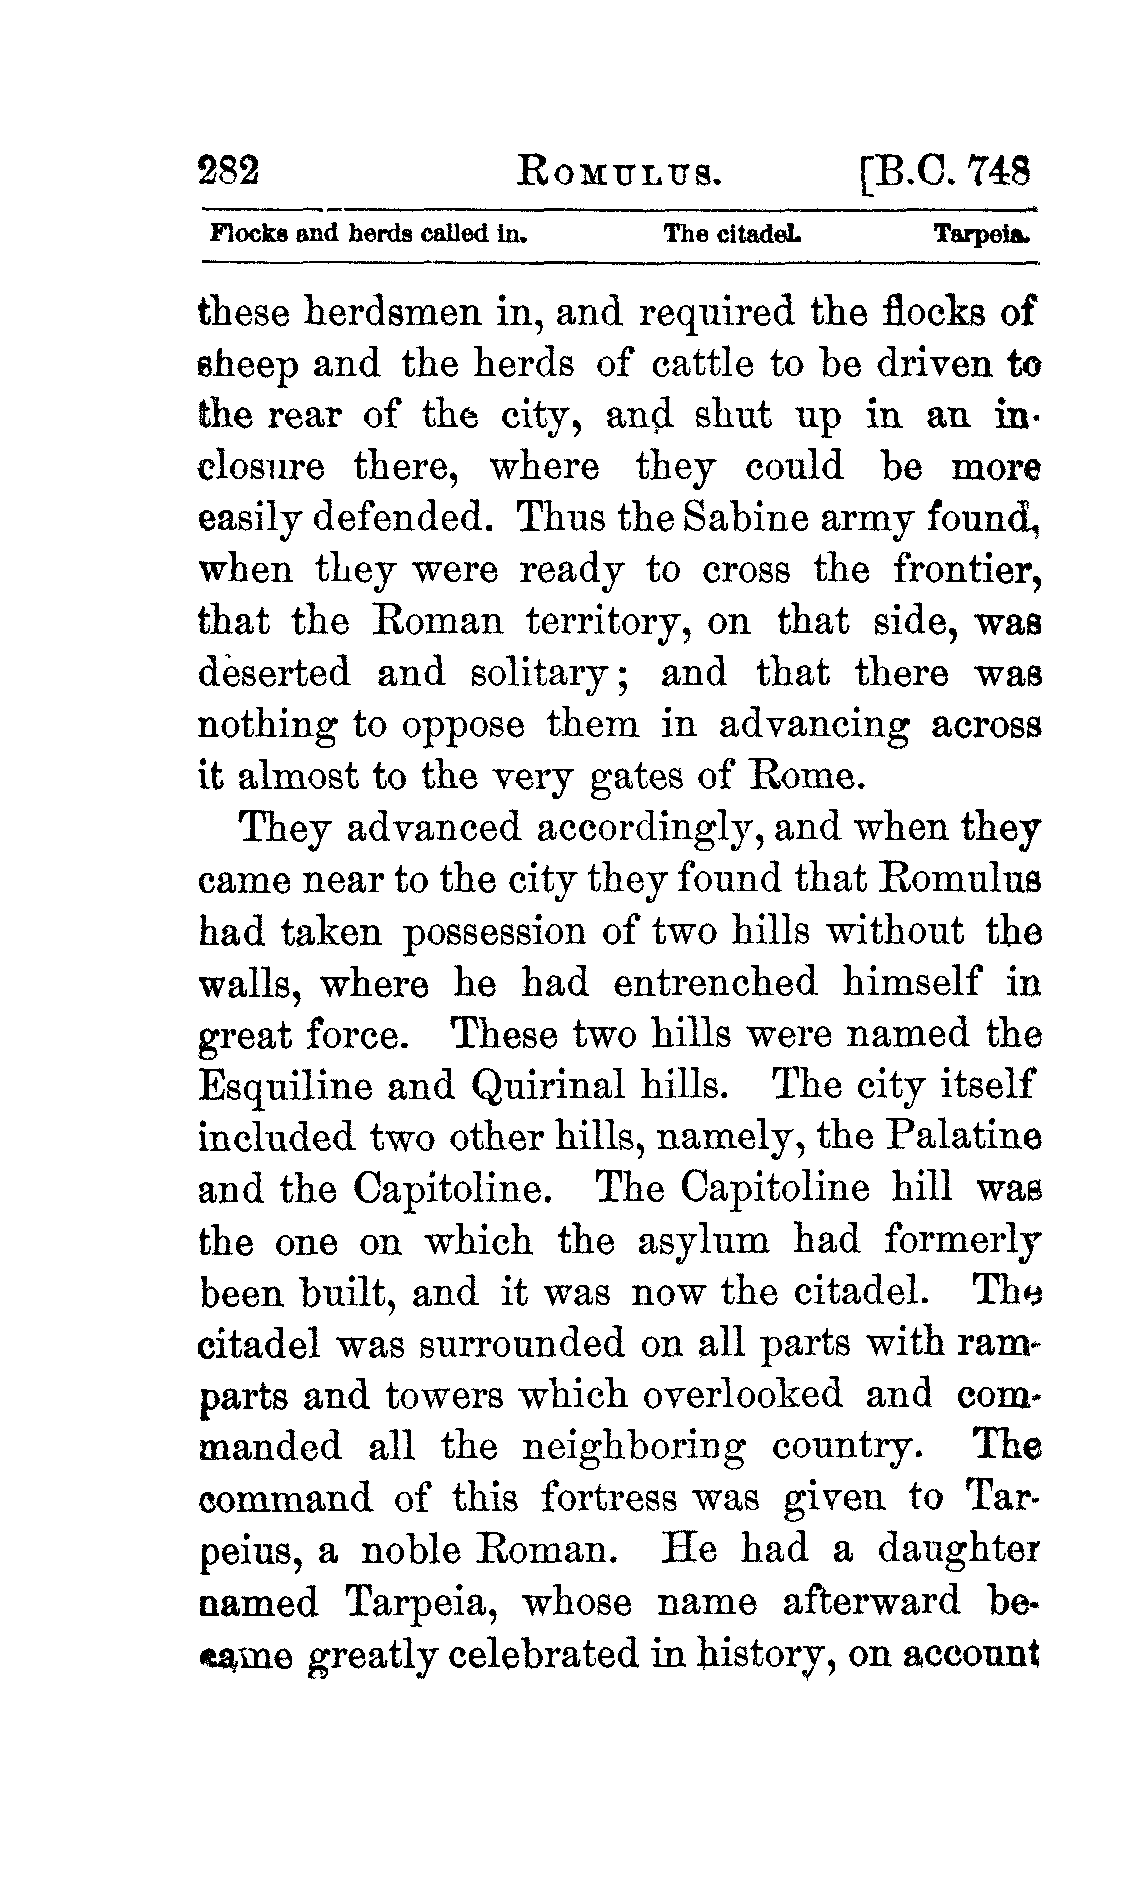 282 ROMULUS. [B.C. 748
Flocks and herds called in. The citadel. Tarpeia.
these herdsmen in, and required the flocks of
sheep and the herds of cattle to be driven to
the rear of the city, and shut up in an in-
closure there, where they could be more
easily defended. Thus the Sabine army found,
when they were ready to cross the frontier,
that the Roman territory, on that side, was
deserted and solitary; and that there was
nothing to oppose them in advancing across
it almost to the very gates of Rome.
They advanced accordingly, and when they
came near to the city they found that Romulus
had taken possession of two hills without the
walls, where he had entrenched himself in
great force. These two hills were named the
Esquiline and Quirinal hills. The city itself
included two other hills, namely, the Palatine
and the Capitoline. The Capitoline hill was
the one on which the asylum had formerly
been built, and it was now the citadel. The
citadel was surrounded on all parts with ram-
parts and towers which overlooked and com-
manded all the neighboring country. The
command of this fortress was given to Tar-
peius, a noble Roman. He had a daughter
named Tarpeia, whose name afterward be-
came greatly celebrated in history, on account